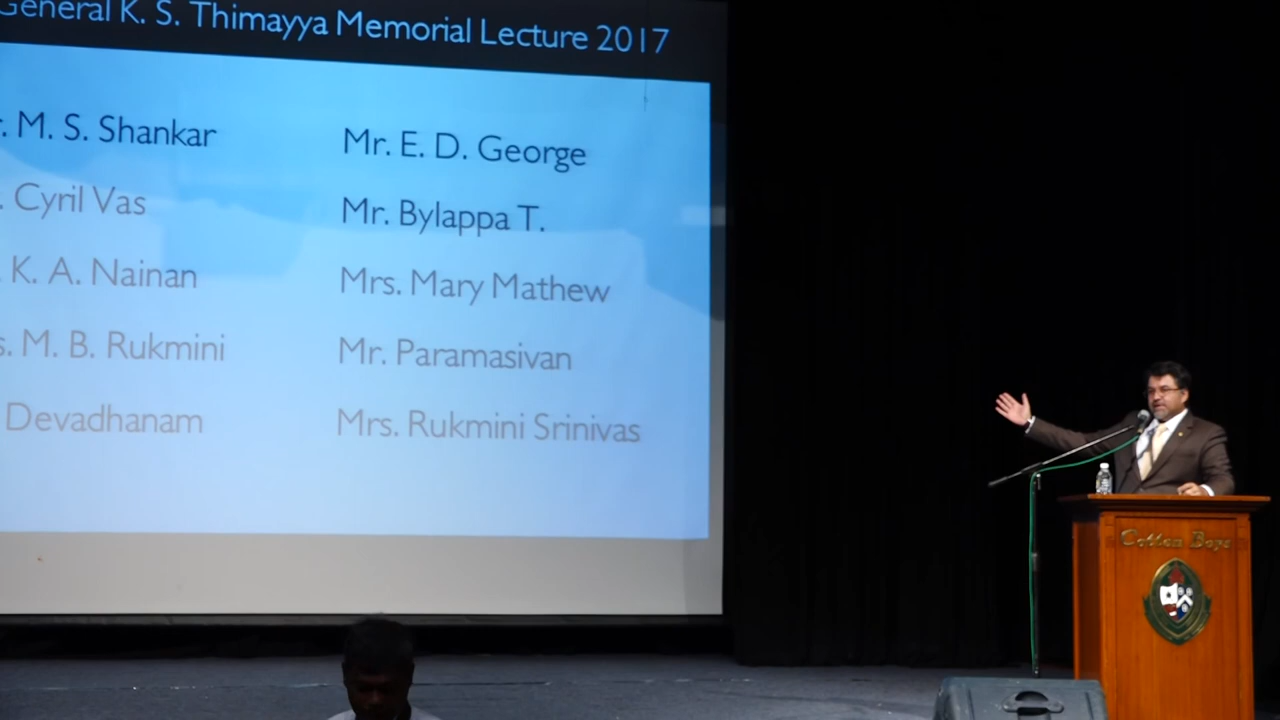 General K. S. Thimayya Memorial Lecture 2017
. M. S. Shankar
Mr. E. D. George
. Cyril Vas
Mr. Bylappa T.
. K. A. Nainan
Mrs. Mary Mathew
s. M. B. Rukmini
Mr. Paramasivan
Devadhanam
Mrs. Rukmini Srinivas
Cotton Boys